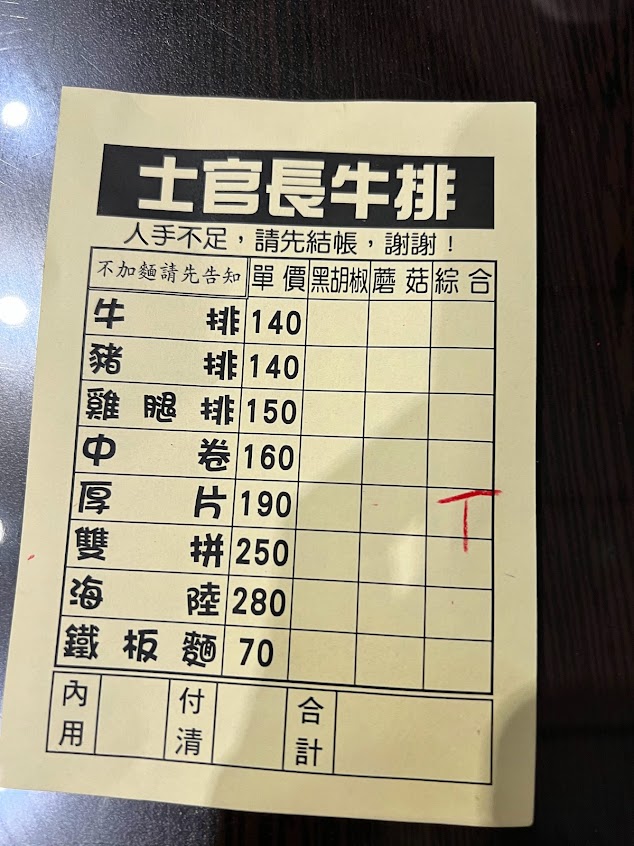 士官長牛排
人手不足，請先結帳，謝謝！
不加麵請先告知 單價 黑胡椒 蘑菇 綜合
牛排 140
豬排 140
雞腿排 150
中卷 160
厚片 190 T
雙拼 250
海陸 280
鐵板麵 70
內用 付清 合計